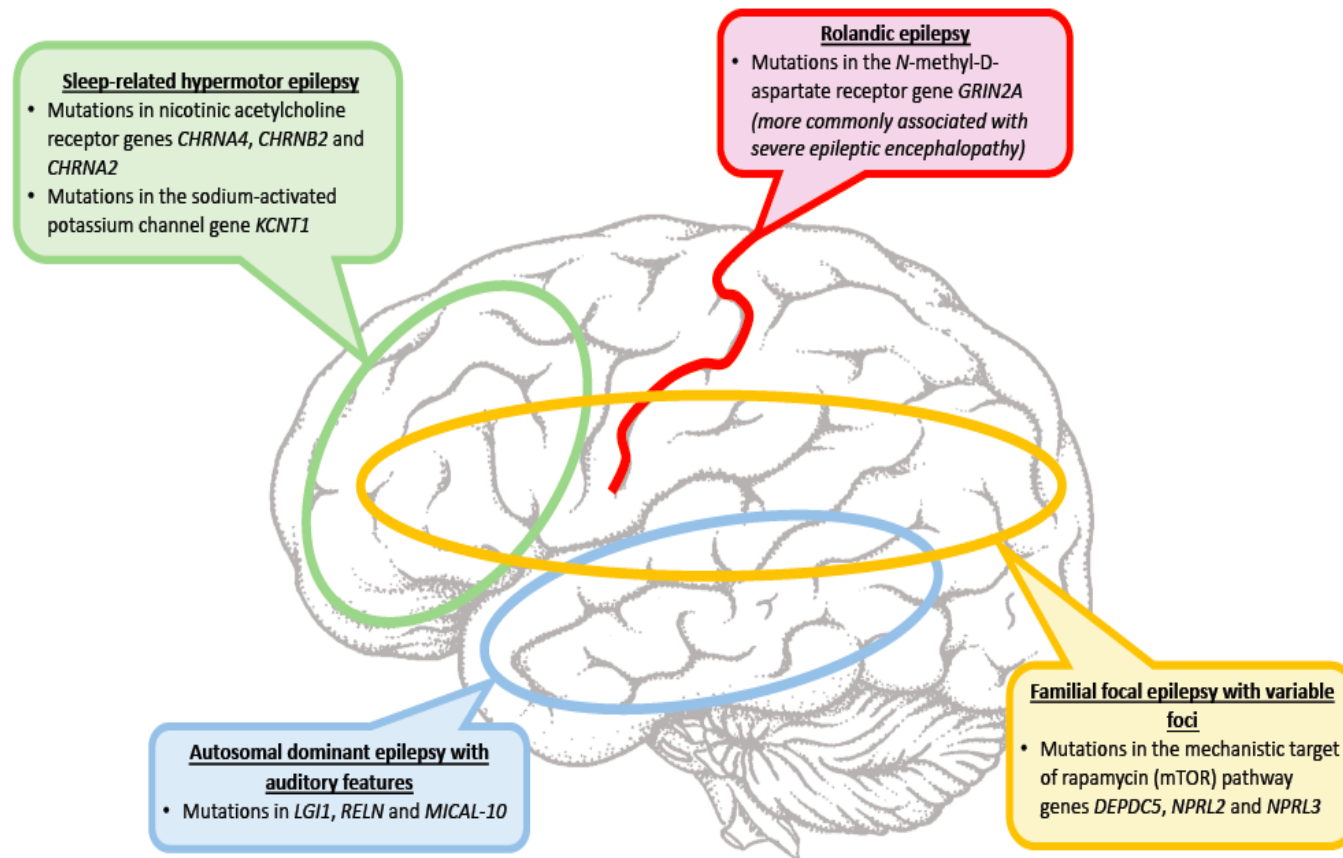 Sleep-related hypermotor epilepsy
• Mutations in nicotinic acetylcholine
receptor genes CHRNA4, CHRNB2 and
CHRNA2
• Mutations in the sodium-activated
potassium channel gene KCNT1
Rolandic epilepsy
• Mutations in the N-methyl-D-
aspartate receptor gene GRIN2A
(more commonly associated with
severe epileptic encephalopathy)
Autosomal dominant epilepsy with
auditory features
• Mutations in LGI1, RELN and MICAL-10
Familial focal epilepsy with variable
foci
• Mutations in the mechanistic target
of rapamycin (mTOR) pathway
genes DEPDC5, NPRL2 and NPRL3